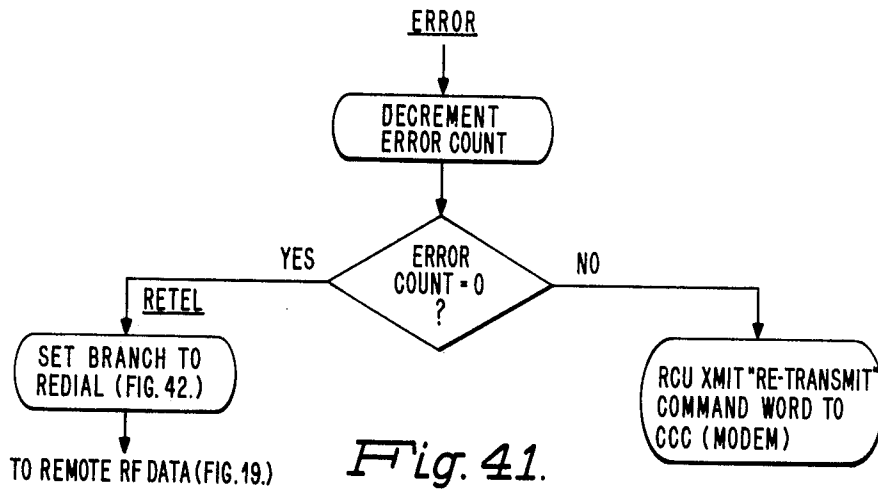 ERROR
DECREMENT
ERROR COUNT
ERROR
COUNT = 0
?
YES
NO
RETEL
SET BRANCH TO
REDIAL (FIG. 42.)
RCU XMIT "RE-TRANSMIT"
COMMAND WORD TO
CCC (MODEM)
TO REMOTE RF DATA (FIG. 19.)
Fig. 41.